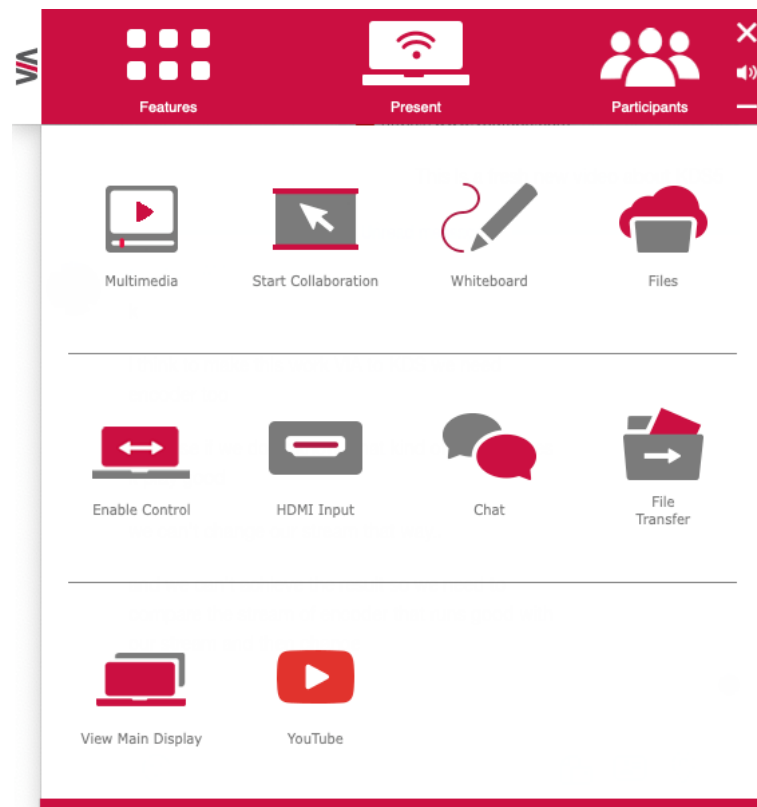 Features
Present
Participants
Multimedia
Start Collaboration
Whiteboard
Files
Enable Control
HDMI Input
Chat
File
Transfer
View Main Display
YouTube